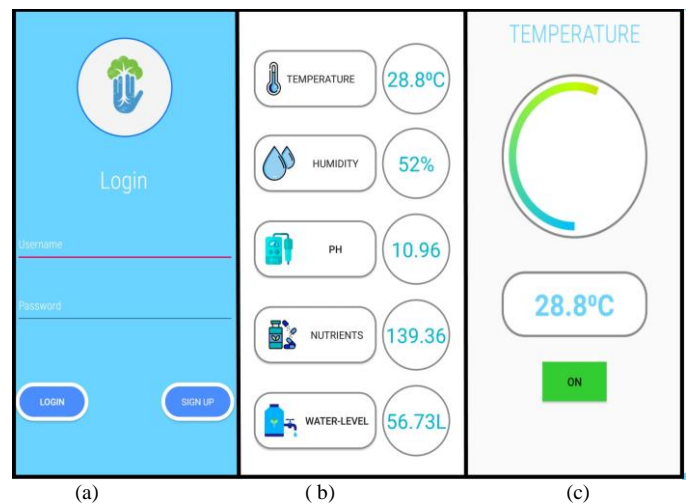 Login
Username
Password
LOGIN
SIGN UP
TEMPERATURE
28.8ºC
HUMIDITY
52%
PH
10.96
NUTRIENTS
139.36
WATER-LEVEL
56.73L
TEMPERATURE
28.8ºC
ON
(a)
( b)
(c)